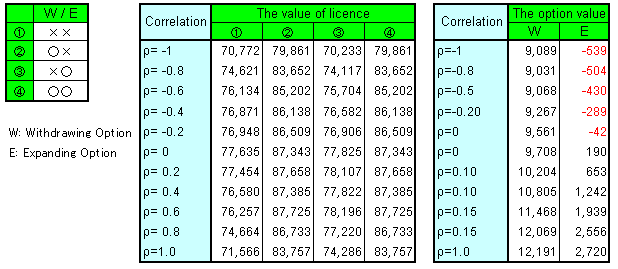 W / E
① ××
② ○×
③ ×○
④ ○○
W: Withdrawing Option
E: Expanding Option
Correlation The value of licence
① ② ③ ④
ρ= -1 70,772 79,861 70,233 79,861
ρ= -0.8 74,621 83,652 74,117 83,652
ρ= -0.6 76,134 85,202 75,704 85,202
ρ= -0.4 76,871 86,138 76,582 86,138
ρ= -0.2 76,948 86,509 76,906 86,509
ρ= 0 77,635 87,343 77,825 87,343
ρ= 0.2 77,454 87,658 78,107 87,658
ρ= 0.4 76,580 87,385 77,822 87,385
ρ= 0.6 76,257 87,725 78,196 87,725
ρ= 0.8 74,664 86,733 77,220 86,733
ρ=1.0 71,566 83,757 74,286 83,757
Correlation The option value
W E
ρ=-1 9,089 -539
ρ=-0.8 9,031 -504
ρ=-0.5 9,068 -430
ρ=-0.20 9,267 -289
ρ=0 9,561 -42
ρ=0 9,708 190
ρ=0.10 10,204 653
ρ=0.10 10,805 1,242
ρ=0.15 11,468 1,939
ρ=0.15 12,069 2,556
ρ=1.0 12,191 2,720